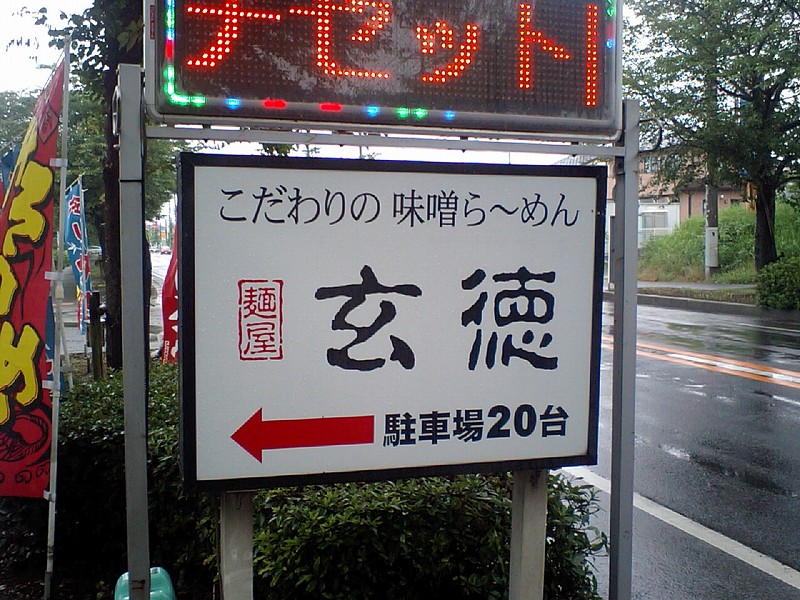 チセット
こだわりの 味噌ら〜めん
麺屋
玄徳
駐車場20台